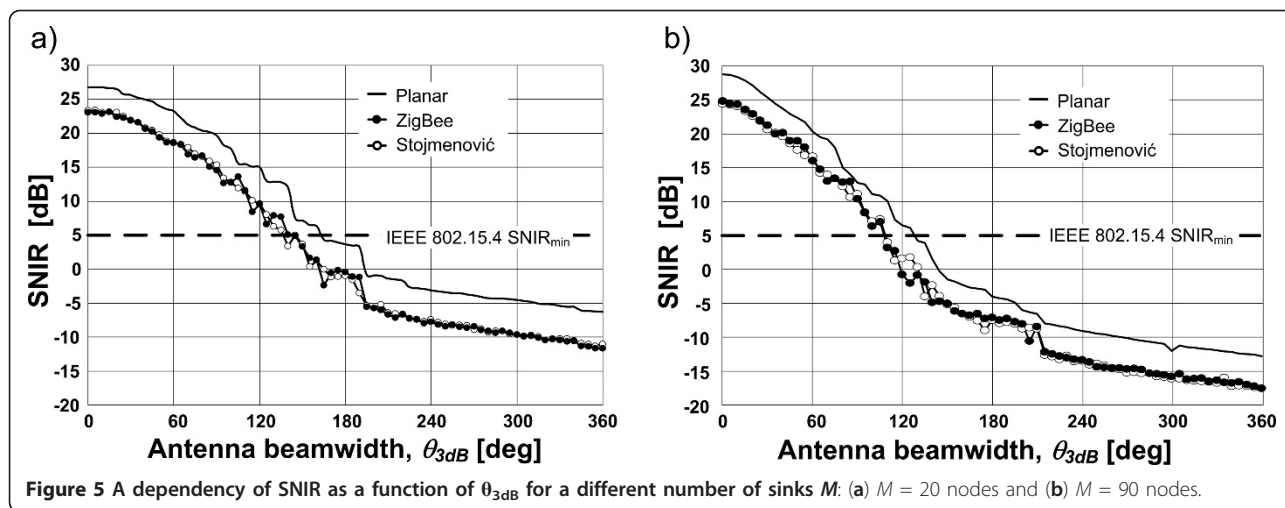 a)
30
25
20
15
10
5
0
-5
-10
-15
-20
SNIR [dB]
Planar
ZigBee
Stojmenović
IEEE 802.15.4 SNIRmin
0 60 120 180 240 300 360
Antenna beamwidth, θ3dB [deg]
b)
30
25
20
15
10
5
0
-5
-10
-15
-20
SNIR [dB]
Planar
ZigBee
Stojmenović
IEEE 802.15.4 SNIRmin
0 60 120 180 240 300 360
Antenna beamwidth, θ3dB [deg]
Figure 5 A dependency of SNIR as a function of θ3dB for a different number of sinks M: (a) M = 20 nodes and (b) M = 90 nodes.